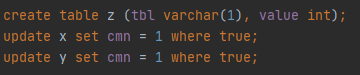 create table z (tbl varchar(1), value int);
update x set cmn = 1 where true;
update y set cmn = 1 where true;